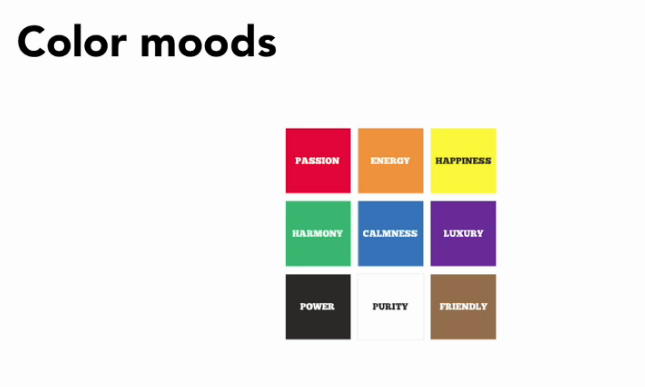 Color moods
PASSION
ENERGY
HAPPINESS
HARMONY
CALMNESS
LUXURY
POWER
PURITY
FRIENDLY